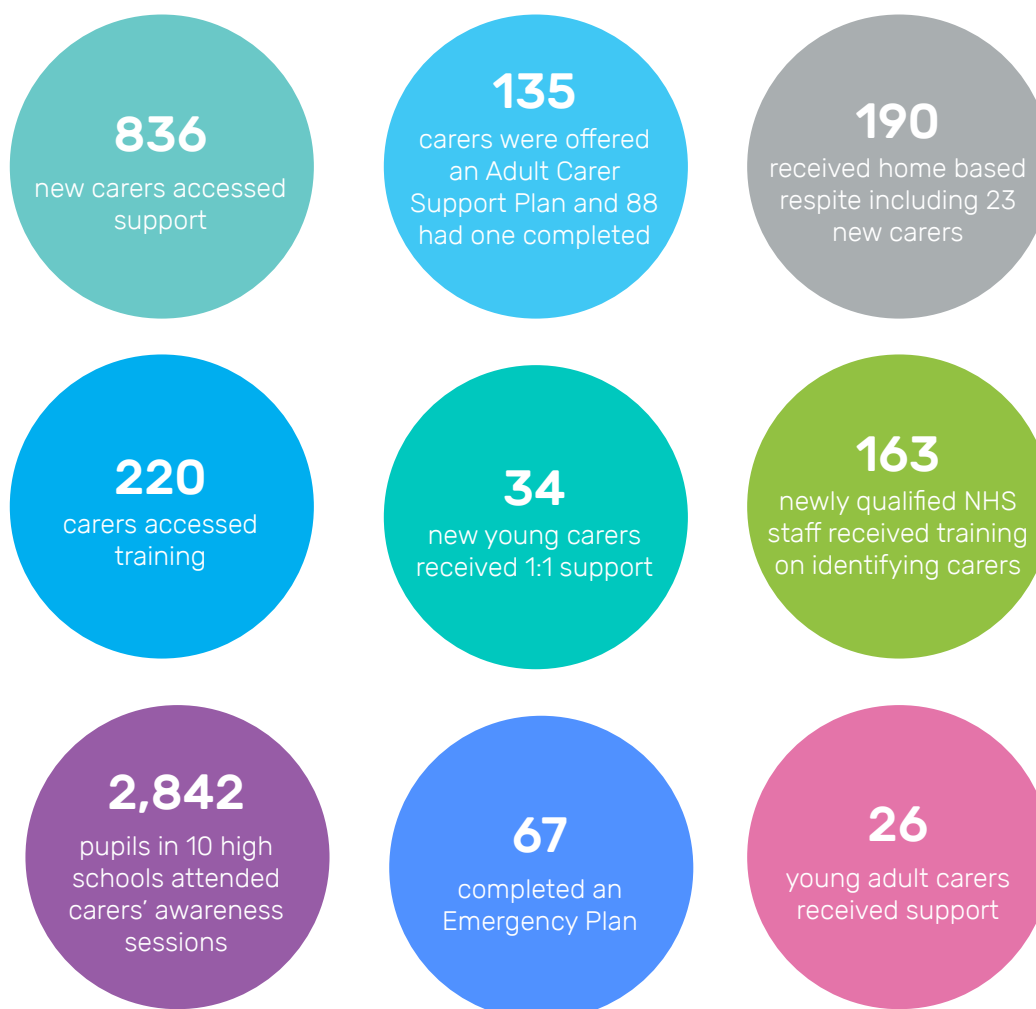 836
new carers accessed
support
135
carers were offered
an Adult Carer
Support Plan and 88
had one completed
190
received home based
respite including 23
new carers
220
carers accessed
training
34
new young carers
received 1:1 support
163
newly qualified NHS
staff received training
on identifying carers
2,842
pupils in 10 high
schools attended
carers’ awareness
sessions
67
completed an
Emergency Plan
26
young adult carers
received support